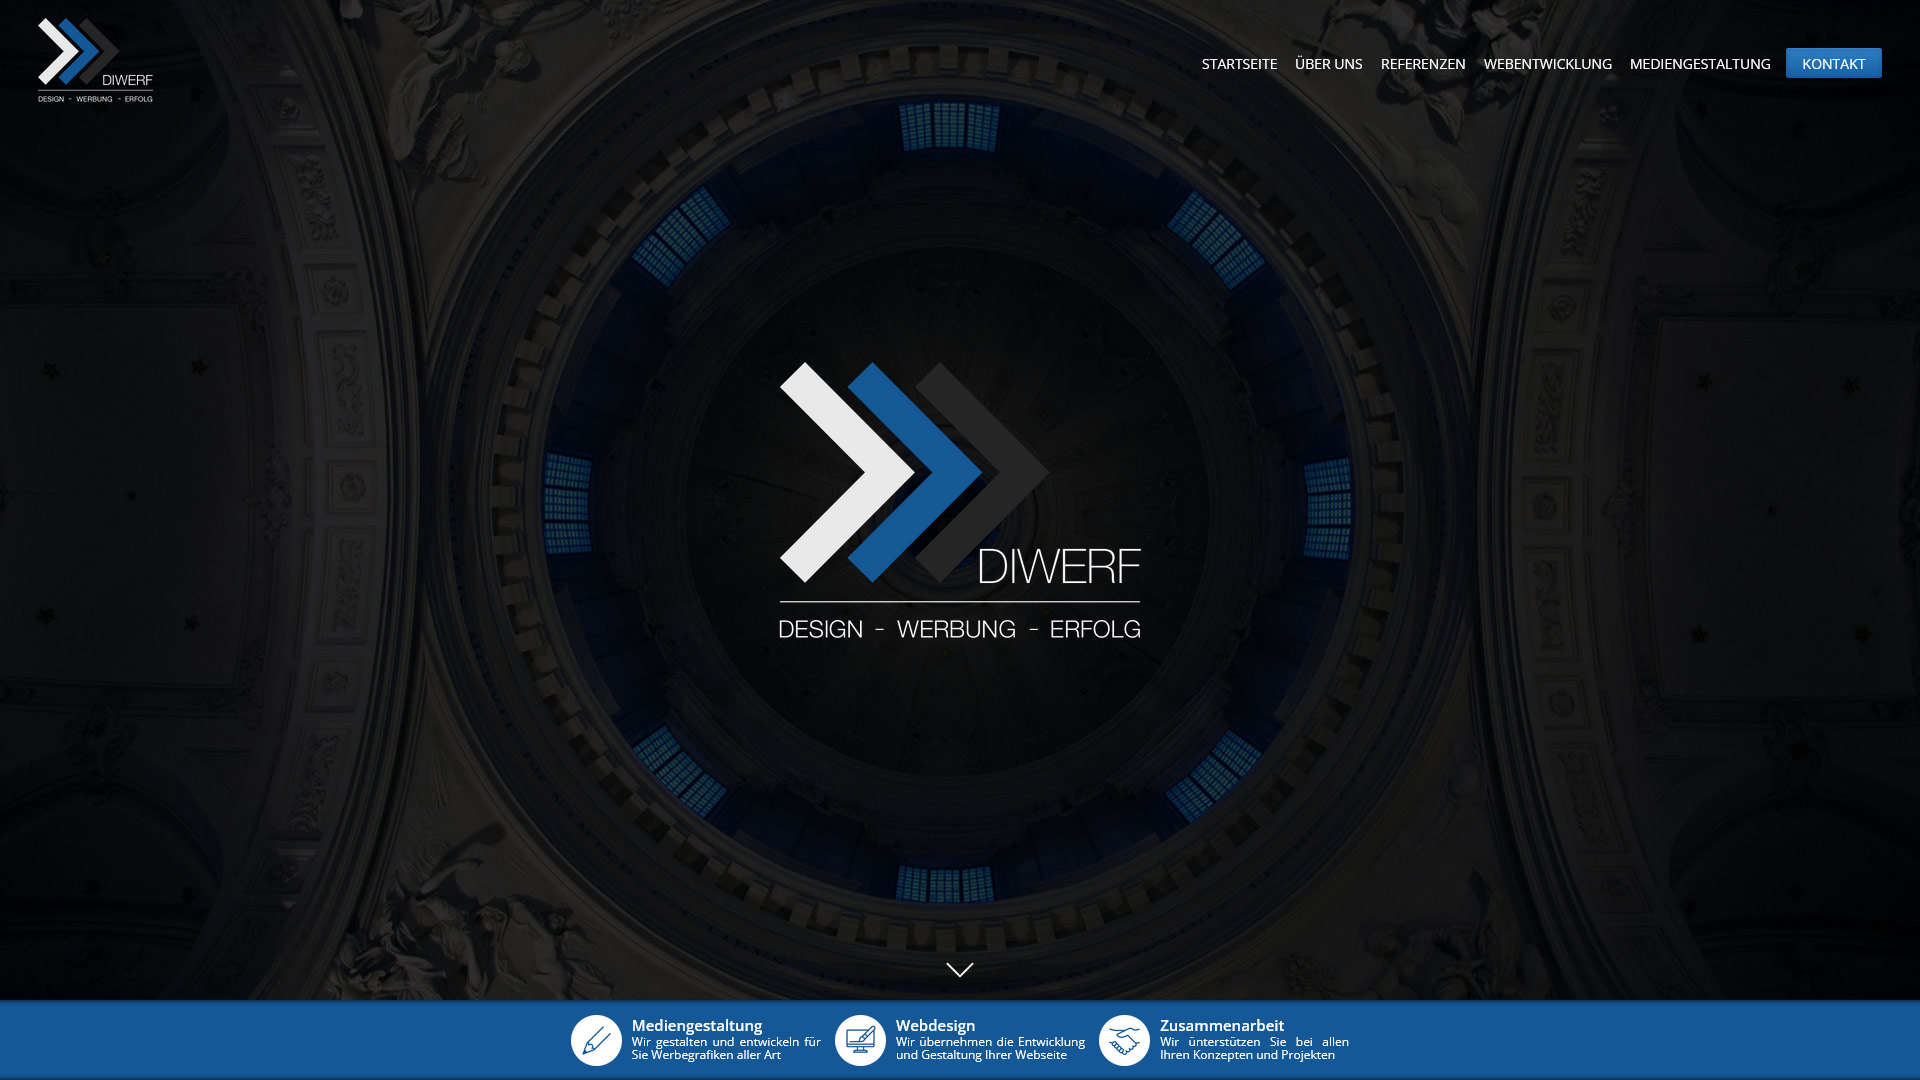 DIWERF
DESIGN - WERBUNG - ERFOLG
STARTSEITE ÜBER UNS REFERENZEN WEBENTWICKLUNG MEDIENGESTALTUNG KONTAKT
DIWERF
DESIGN - WERBUNG - ERFOLG
Mediengestaltung
Wir gestalten und entwickeln für
Sie Werbegrafiken aller Art
Webdesign
Wir übernehmen die Entwicklung
und Gestaltung Ihrer Webseite
Zusammenarbeit
Wir ünterstützen Sie bei allen
Ihren Konzepten und Projekten